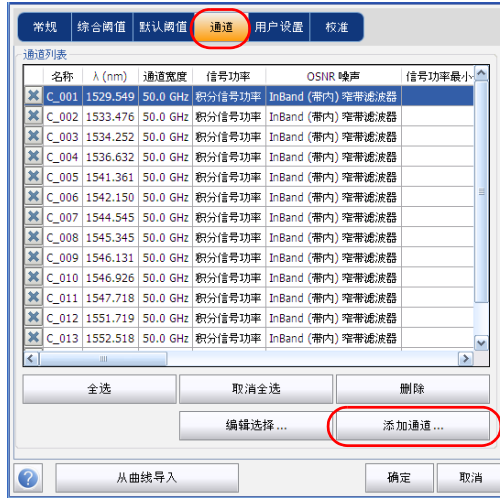 常规 综合阈值 默认阈值 通道 用户设置 校准
通道列表
名称 λ (nm) 通道宽度 信号功率 OSNR 噪声 信号功率最小
C_001 1529.549 50.0 GHz 积分信号功率 InBand (带内) 窄带滤波器
C_002 1533.476 50.0 GHz 积分信号功率 InBand (带内) 窄带滤波器
C_003 1534.252 50.0 GHz 积分信号功率 InBand (带内) 窄带滤波器
C_004 1536.632 50.0 GHz 积分信号功率 InBand (带内) 窄带滤波器
C_005 1541.361 50.0 GHz 积分信号功率 InBand (带内) 窄带滤波器
C_006 1542.150 50.0 GHz 积分信号功率 InBand (带内) 窄带滤波器
C_007 1544.545 50.0 GHz 积分信号功率 InBand (带内) 窄带滤波器
C_008 1545.345 50.0 GHz 积分信号功率 InBand (带内) 窄带滤波器
C_009 1546.131 50.0 GHz 积分信号功率 InBand (带内) 窄带滤波器
C_010 1546.926 50.0 GHz 积分信号功率 InBand (带内) 窄带滤波器
C_011 1547.718 50.0 GHz 积分信号功率 InBand (带内) 窄带滤波器
C_012 1551.719 50.0 GHz 积分信号功率 InBand (带内) 窄带滤波器
C_013 1552.518 50.0 GHz 积分信号功率 InBand (带内) 窄带滤波器
全选 取消全选 删除
编辑选择 ... 添加通道 ...
? 从曲线导入 确定 取消